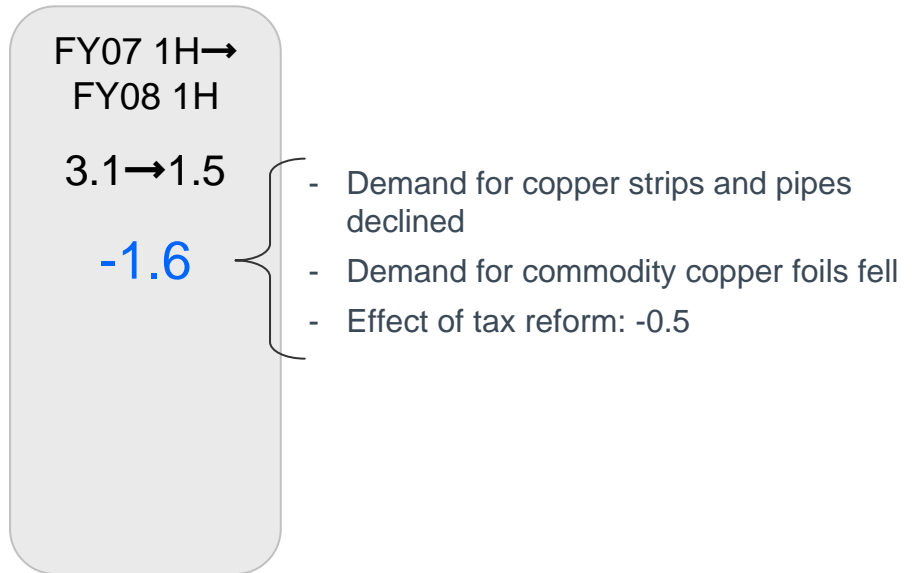 FY07 1H→
FY08 1H
3.1→1.5
-1.6
- Demand for copper strips and pipes
declined
- Demand for commodity copper foils fell
- Effect of tax reform: -0.5